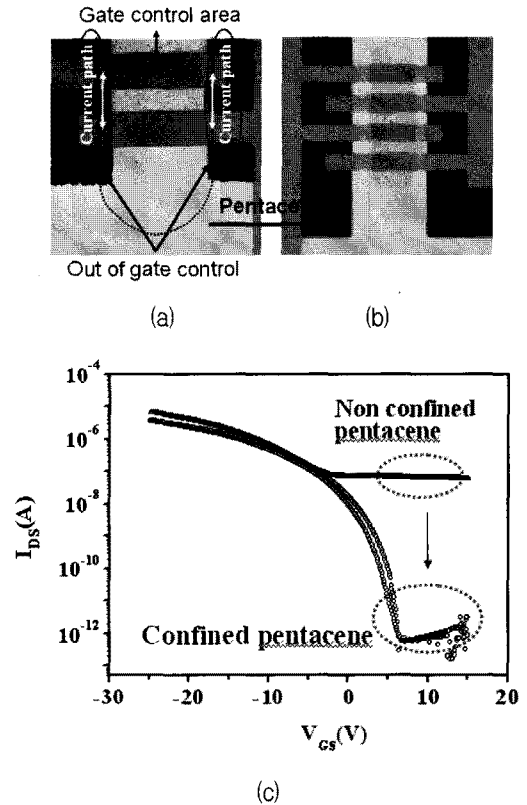 Gate control area
Current path
Current path
Out of gate control
(a)
(b)
10⁻⁴
10⁻⁶
10⁻⁸
10⁻¹⁰
10⁻¹²
I_DS(A)
Non confined
pentacene
Confined pentacene
-30
-20
-10
0
10
20
V_GS(V)
(c)